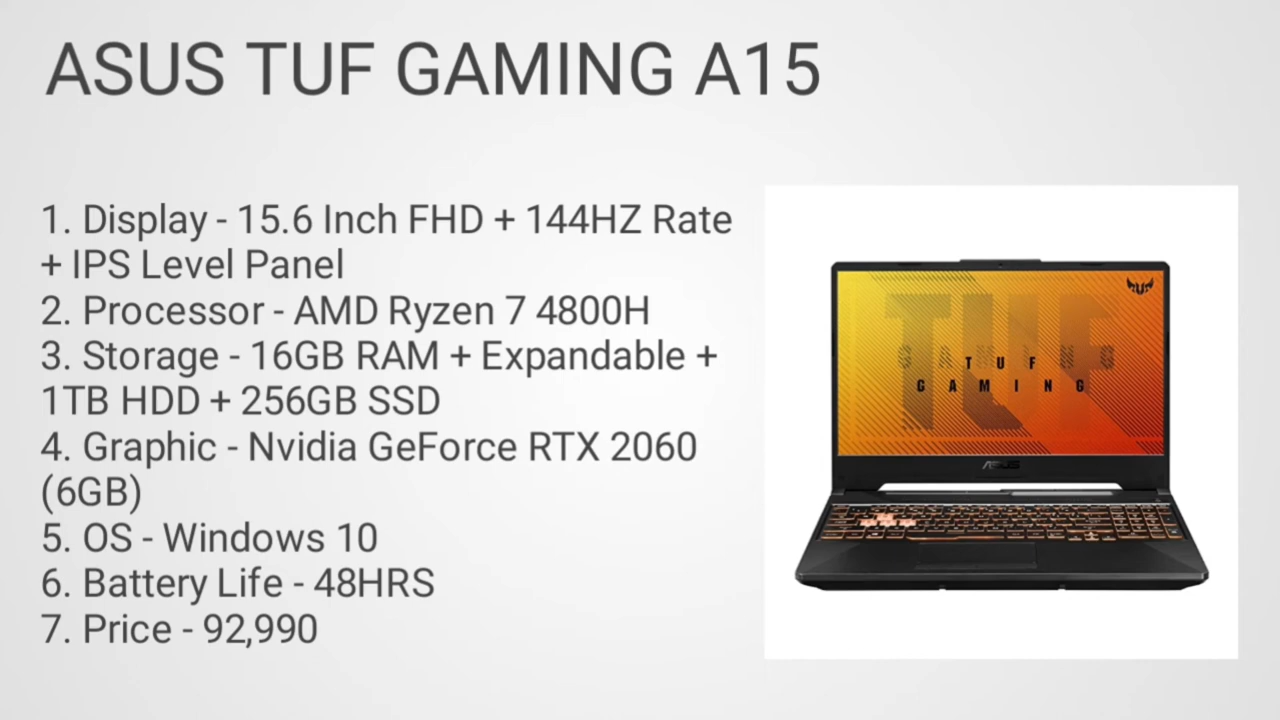 ASUS TUF GAMING A15
1. Display - 15.6 Inch FHD + 144HZ Rate
+ IPS Level Panel
2. Processor - AMD Ryzen 7 4800H
3. Storage - 16GB RAM + Expandable +
1TB HDD + 256GB SSD
4. Graphic - Nvidia GeForce RTX 2060
(6GB)
5. OS - Windows 10
6. Battery Life - 48HRS
7. Price - 92,990
TUF
TUF
GAMING
ASUS